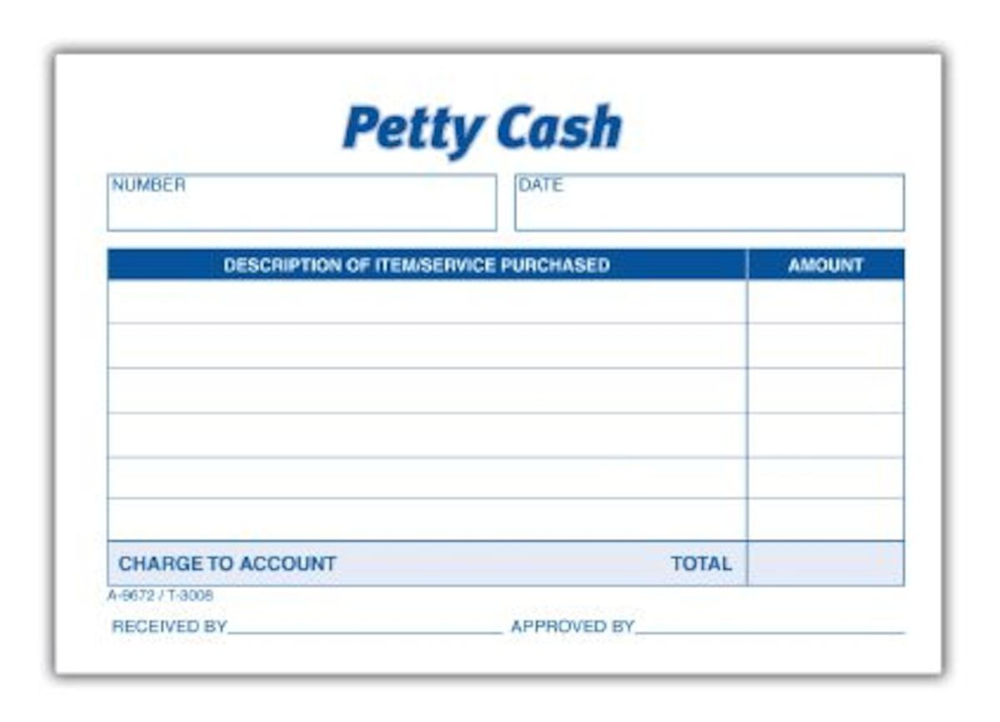 Petty Cash
NUMBER DATE
DESCRIPTION OF ITEM/SERVICE PURCHASED AMOUNT
CHARGE TO ACCOUNT TOTAL
A-9672 / T-3008
RECEIVED BY APPROVED BY